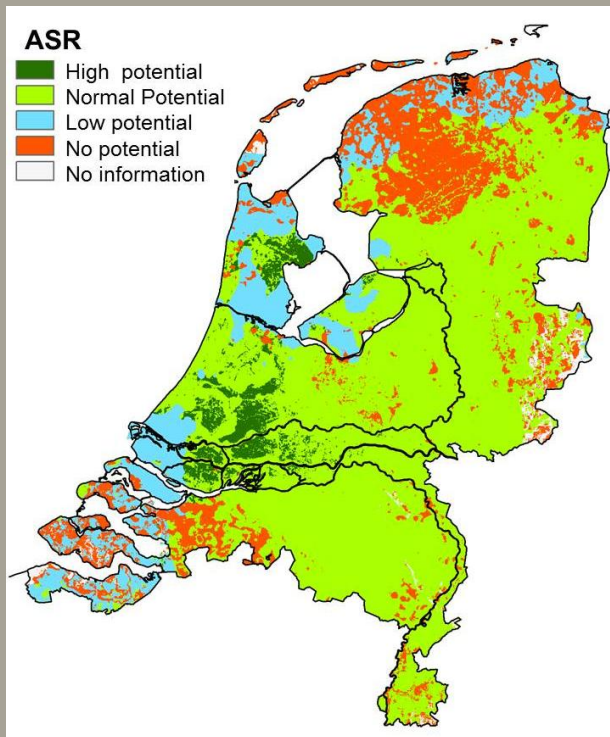 ASR
High potential
Normal Potential
Low potential
No potential
No information